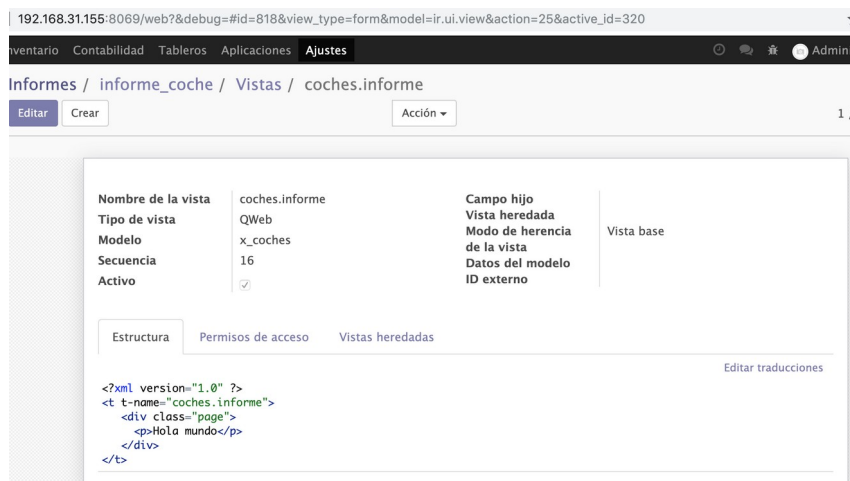 192.168.31.155:8069/web?&debug=#id=818&view_type=form&model=ir.ui.view&action=25&active_id=320
Contabilidad Tableros Aplicaciones Ajustes
Informes / informe_coche / Vistas / coches.informe
Editar Crear Acción 1
Nombre de la vista coches.informe
Tipo de vista QWeb
Modelo x_coches
Secuencia 16
Activo
Campo hijo
Vista heredada
Modo de herencia de la vista Vista base
Datos del modelo
ID externo
Estructura Permisos de acceso Vistas heredadas
Editar traducciones
<?xml version="1.0" ?>
<t t-name="coches.informe">
<div class="page">
<p>Hola mundo</p>
</div>
</t>